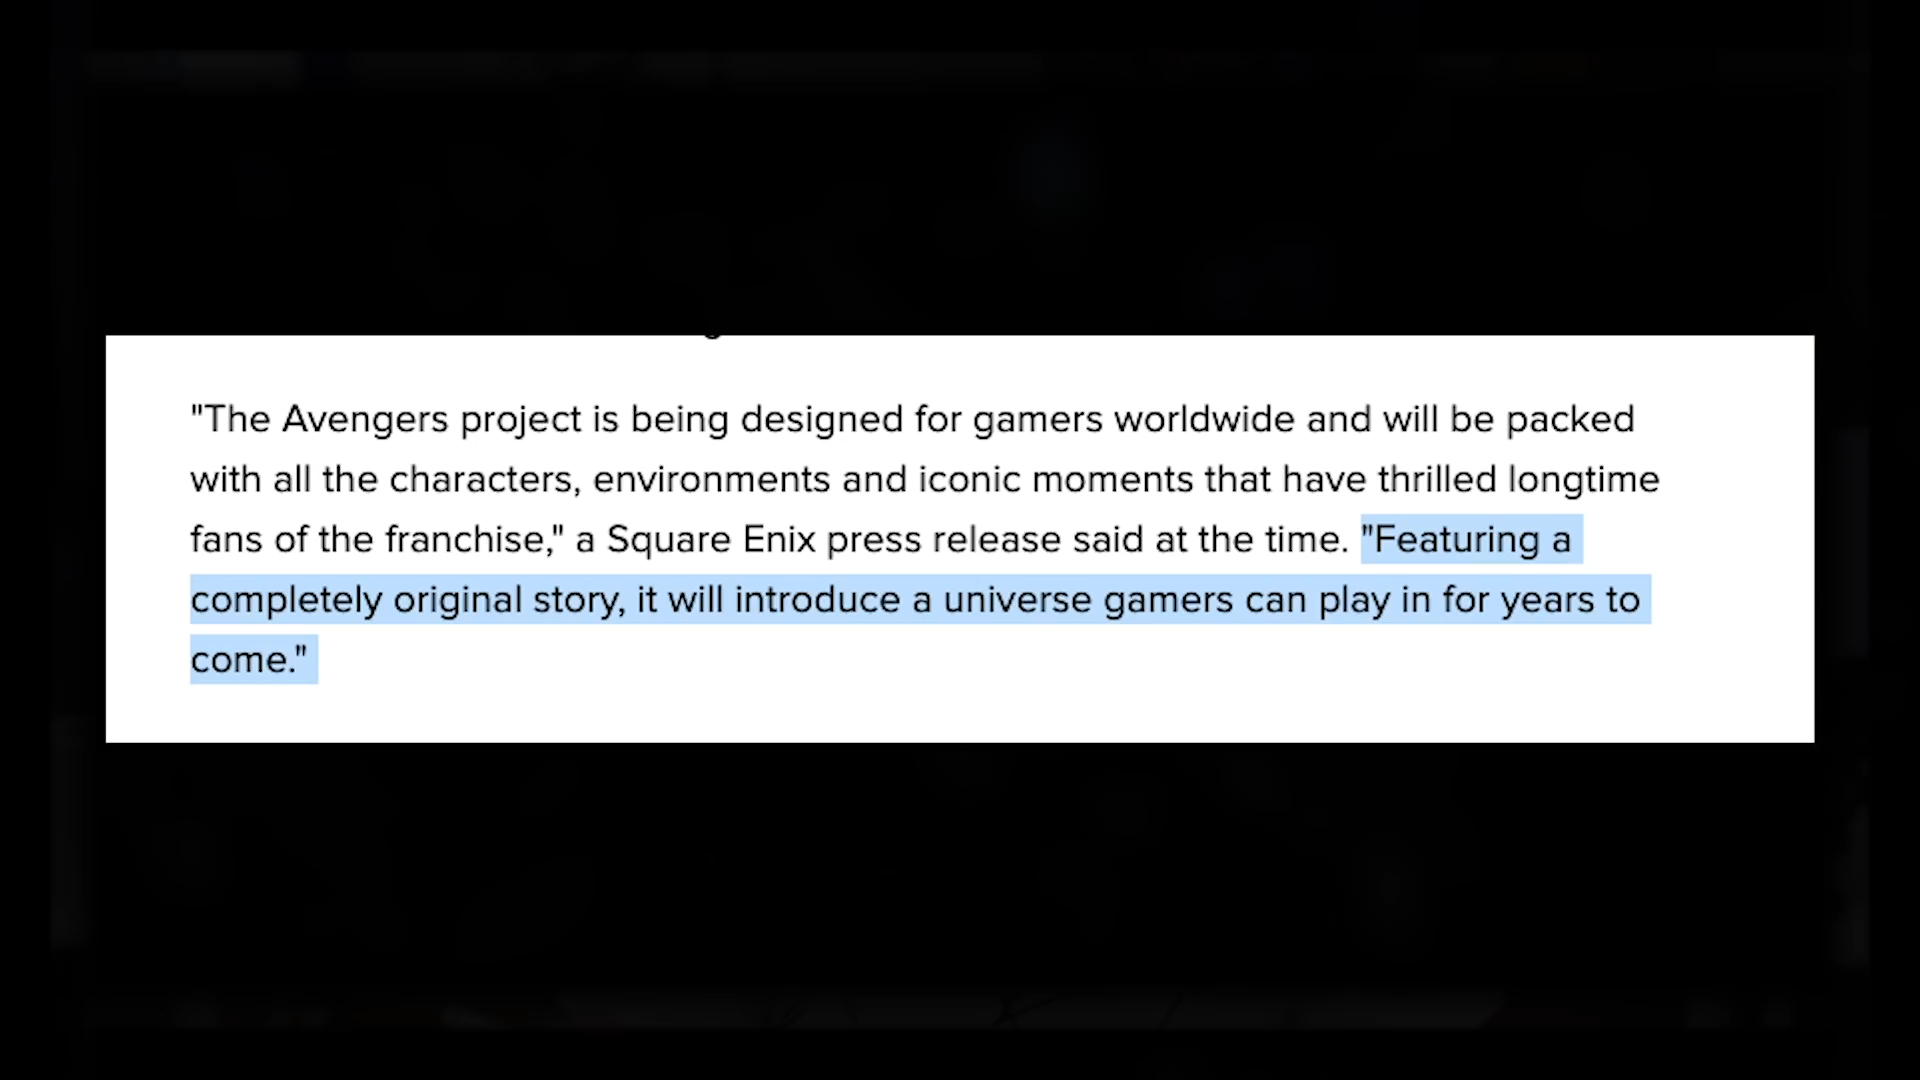 "The Avengers project is being designed for gamers worldwide and will be packed
with all the characters, environments and iconic moments that have thrilled longtime
fans of the franchise," a Square Enix press release said at the time. "Featuring a
completely original story, it will introduce a universe gamers can play in for years to
come."